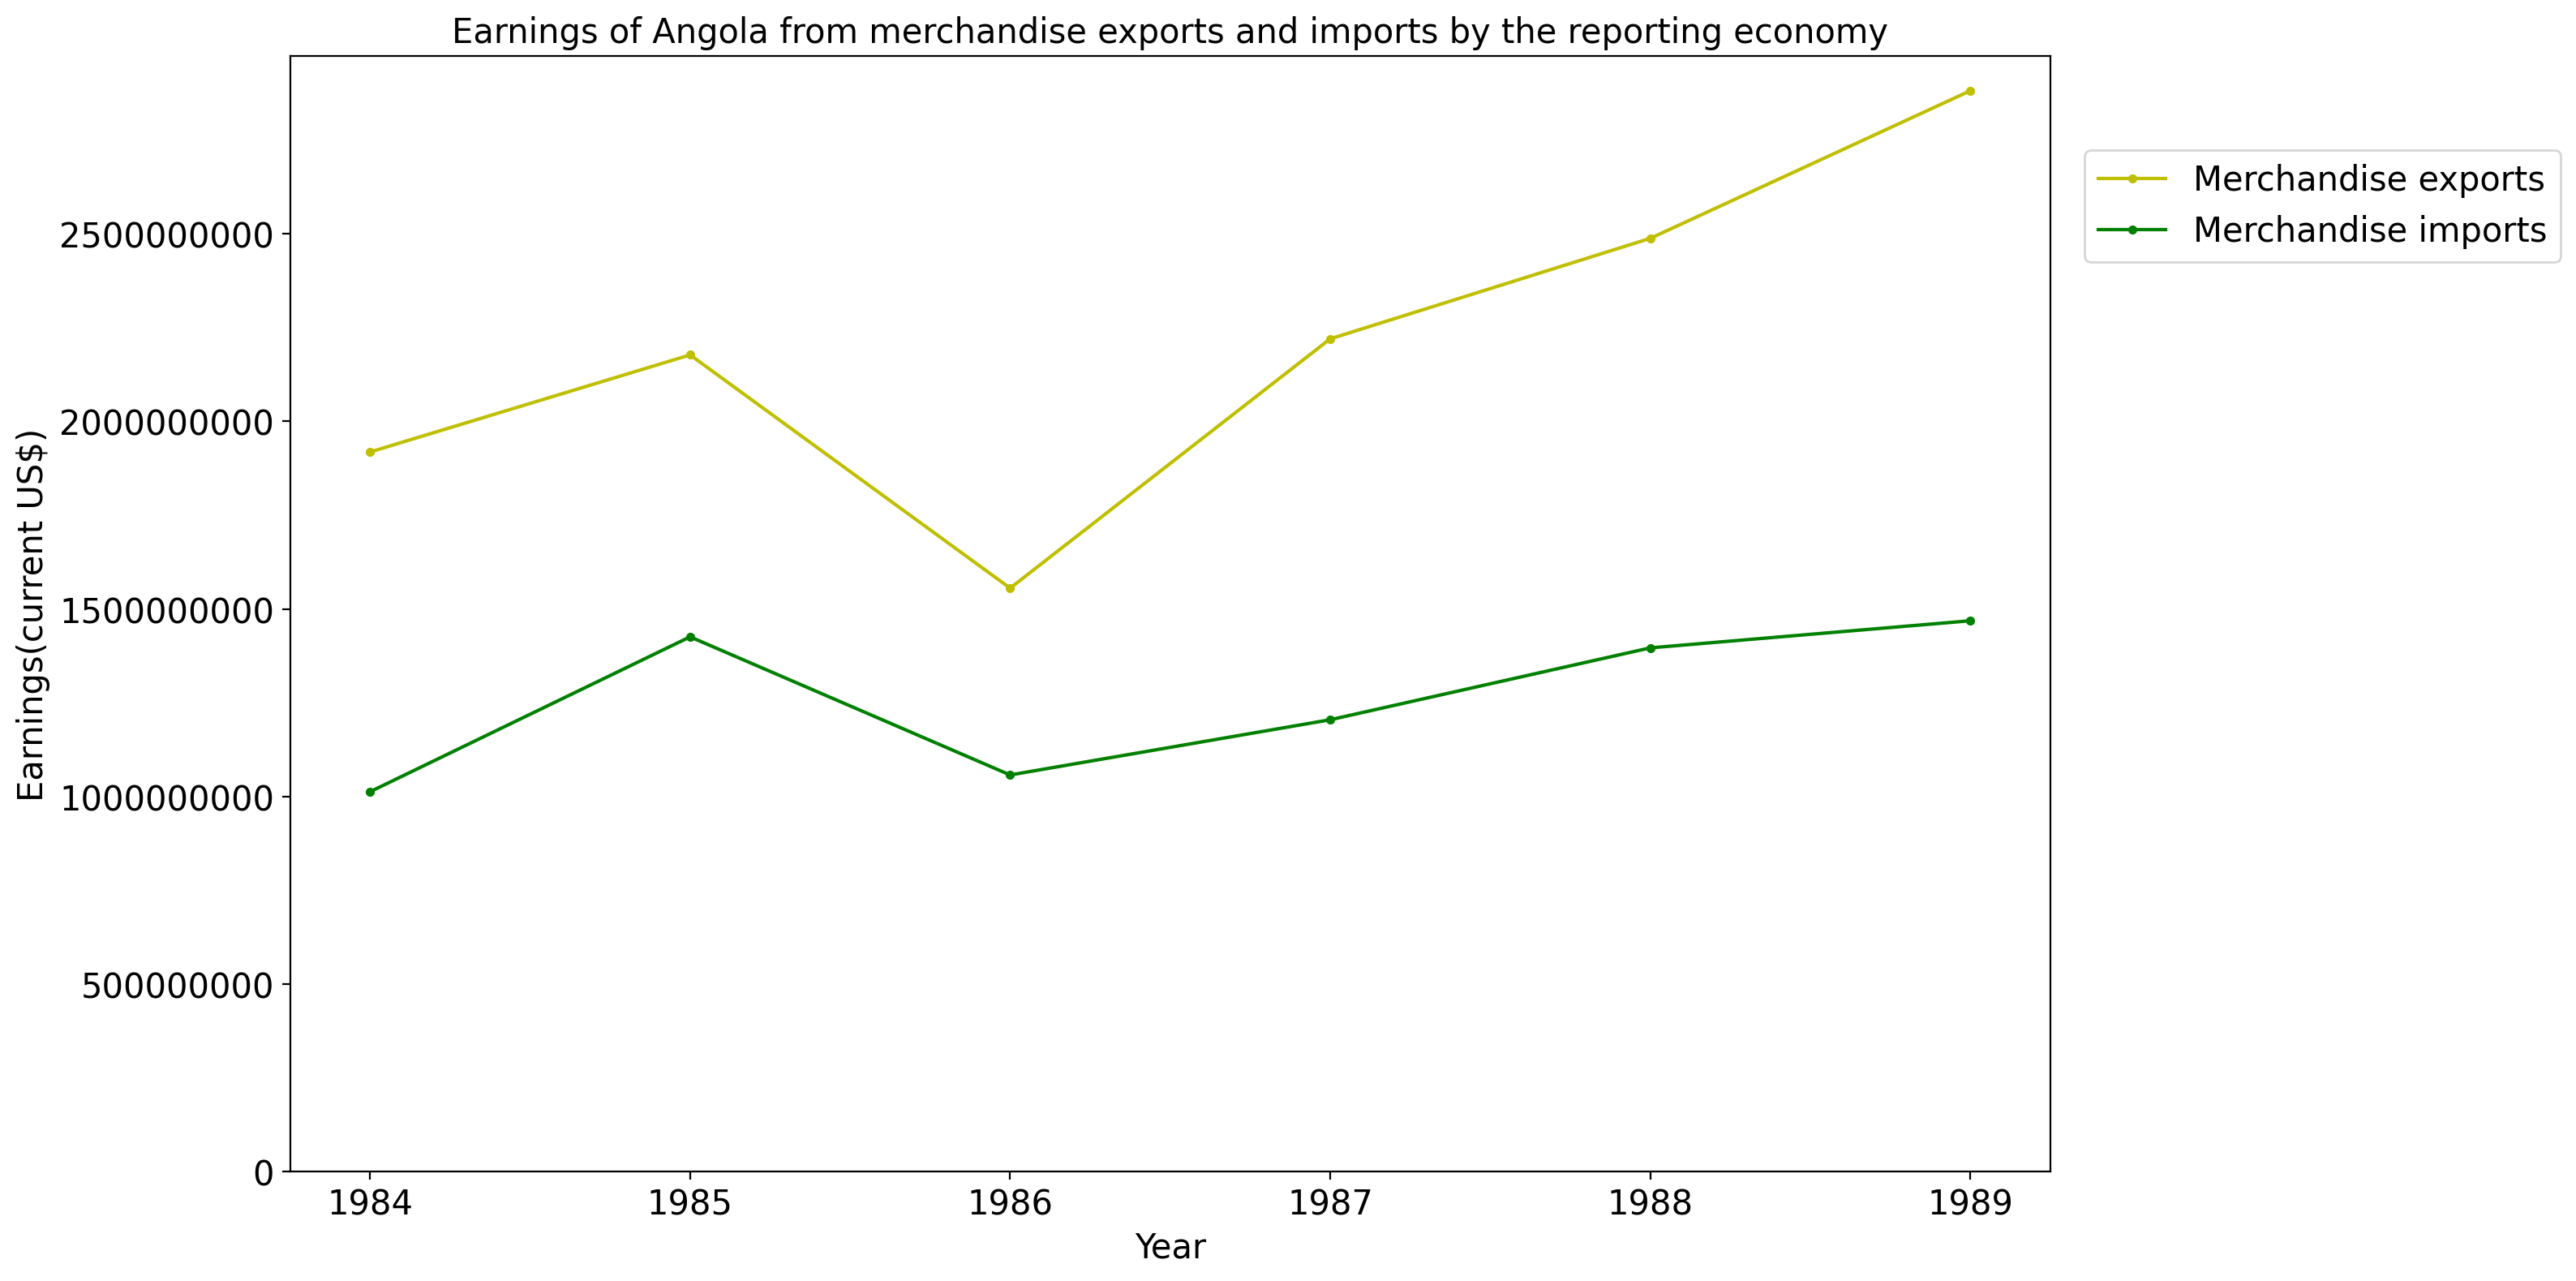 Earnings of Angola from merchandise exports and imports by the reporting economy
Merchandise exports
Merchandise imports
Earnings(current US$)
2500000000
2000000000
1500000000
1000000000
500000000
0
1984 1985 1986 1987 1988 1989
Year